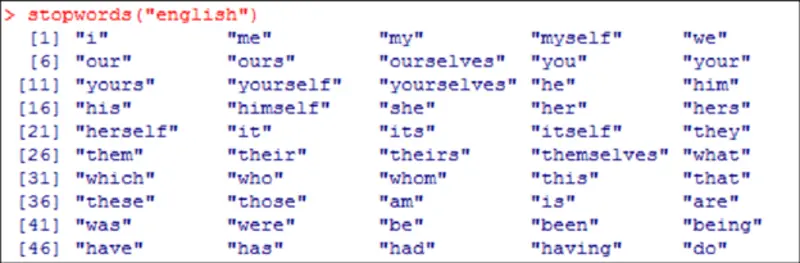 > stopwords("english")
[1] "i" "me" "my" "myself" "we"
[6] "our" "ours" "ourselves" "you" "your"
[11] "yours" "yourself" "yourselves" "he" "him"
[16] "his" "himself" "she" "her" "hers"
[21] "herself" "it" "its" "itself" "they"
[26] "them" "their" "theirs" "themselves" "what"
[31] "which" "who" "whom" "this" "that"
[36] "these" "those" "am" "is" "are"
[41] "was" "were" "be" "been" "being"
[46] "have" "has" "had" "having" "do"